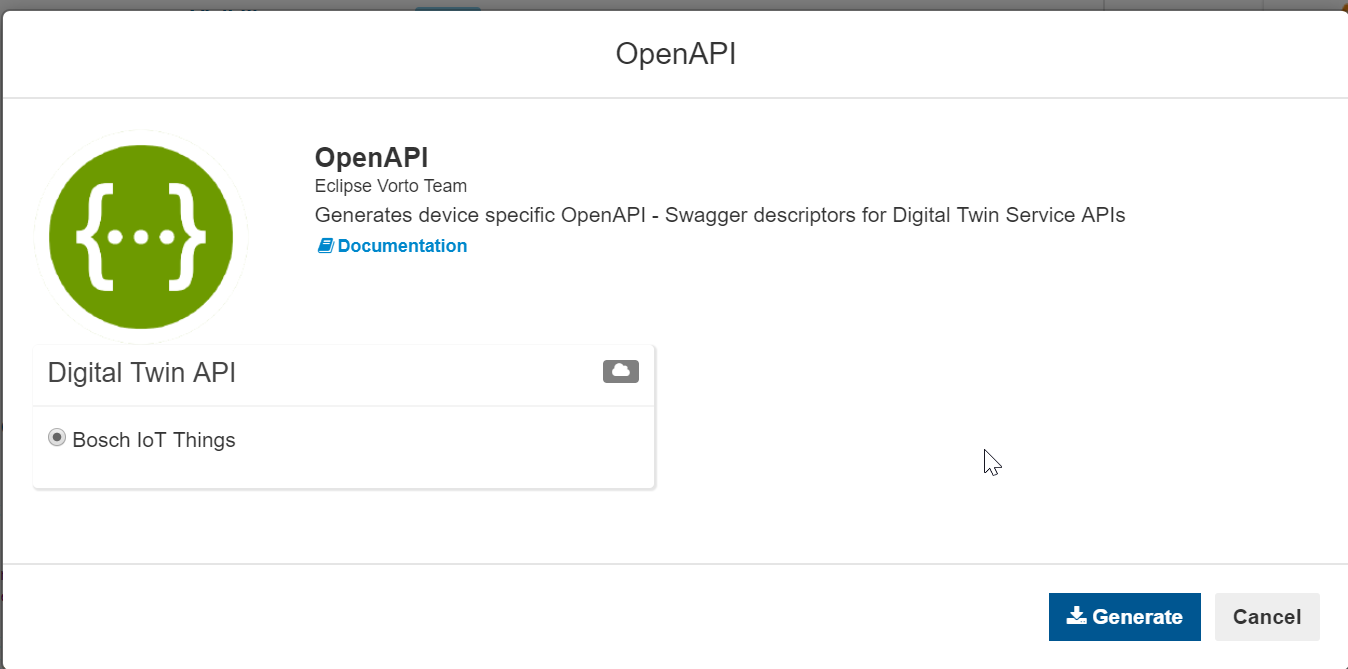 OpenAPI
OpenAPI
Eclipse Vorto Team
Generates device specific OpenAPI - Swagger descriptors for Digital Twin Service APIs
Documentation
Digital Twin API
Bosch IoT Things
Generate
Cancel